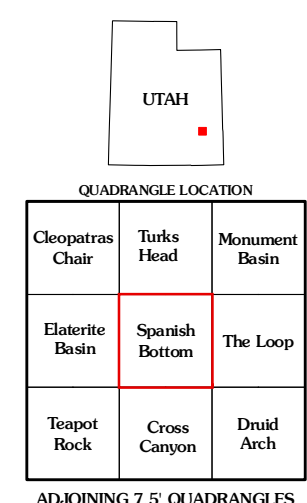 UTAH
QUADRANGLE LOCATION
Cleopatras
Chair
Turks
Head
Monument
Basin
Elaterite
Basin
Spanish
Bottom
The Loop
Teapot
Rock
Cross
Canyon
Druid
Arch
ADJOINING 7.5' QUADRANGLES